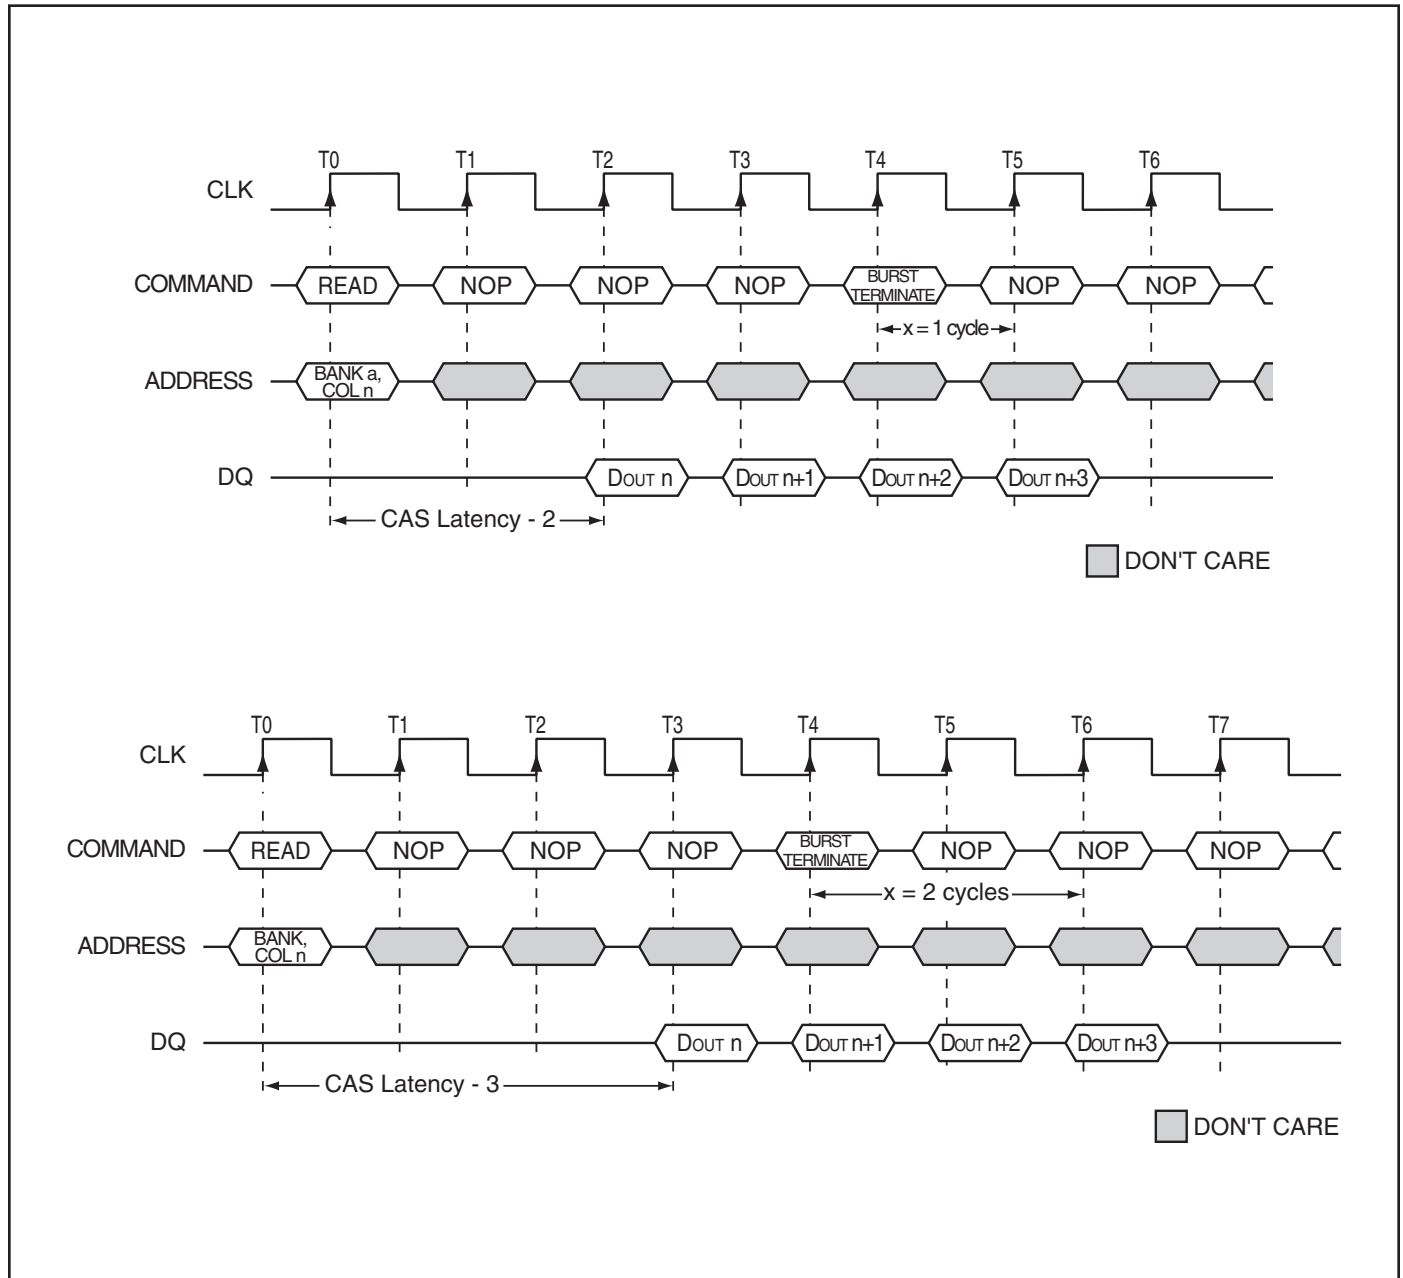 T0 T1 T2 T3 T4 T5 T6
CLK
COMMAND READ NOP NOP NOP BURST TERMINATE NOP NOP
x = 1 cycle
ADDRESS BANK a, COL n
DQ DOUT n DOUT n+1 DOUT n+2 DOUT n+3
CAS Latency - 2
DON'T CARE
T0 T1 T2 T3 T4 T5 T6 T7
CLK
COMMAND READ NOP NOP NOP BURST TERMINATE NOP NOP NOP
x = 2 cycles
ADDRESS BANK, COL n
DQ DOUT n DOUT n+1 DOUT n+2 DOUT n+3
CAS Latency - 3
DON'T CARE